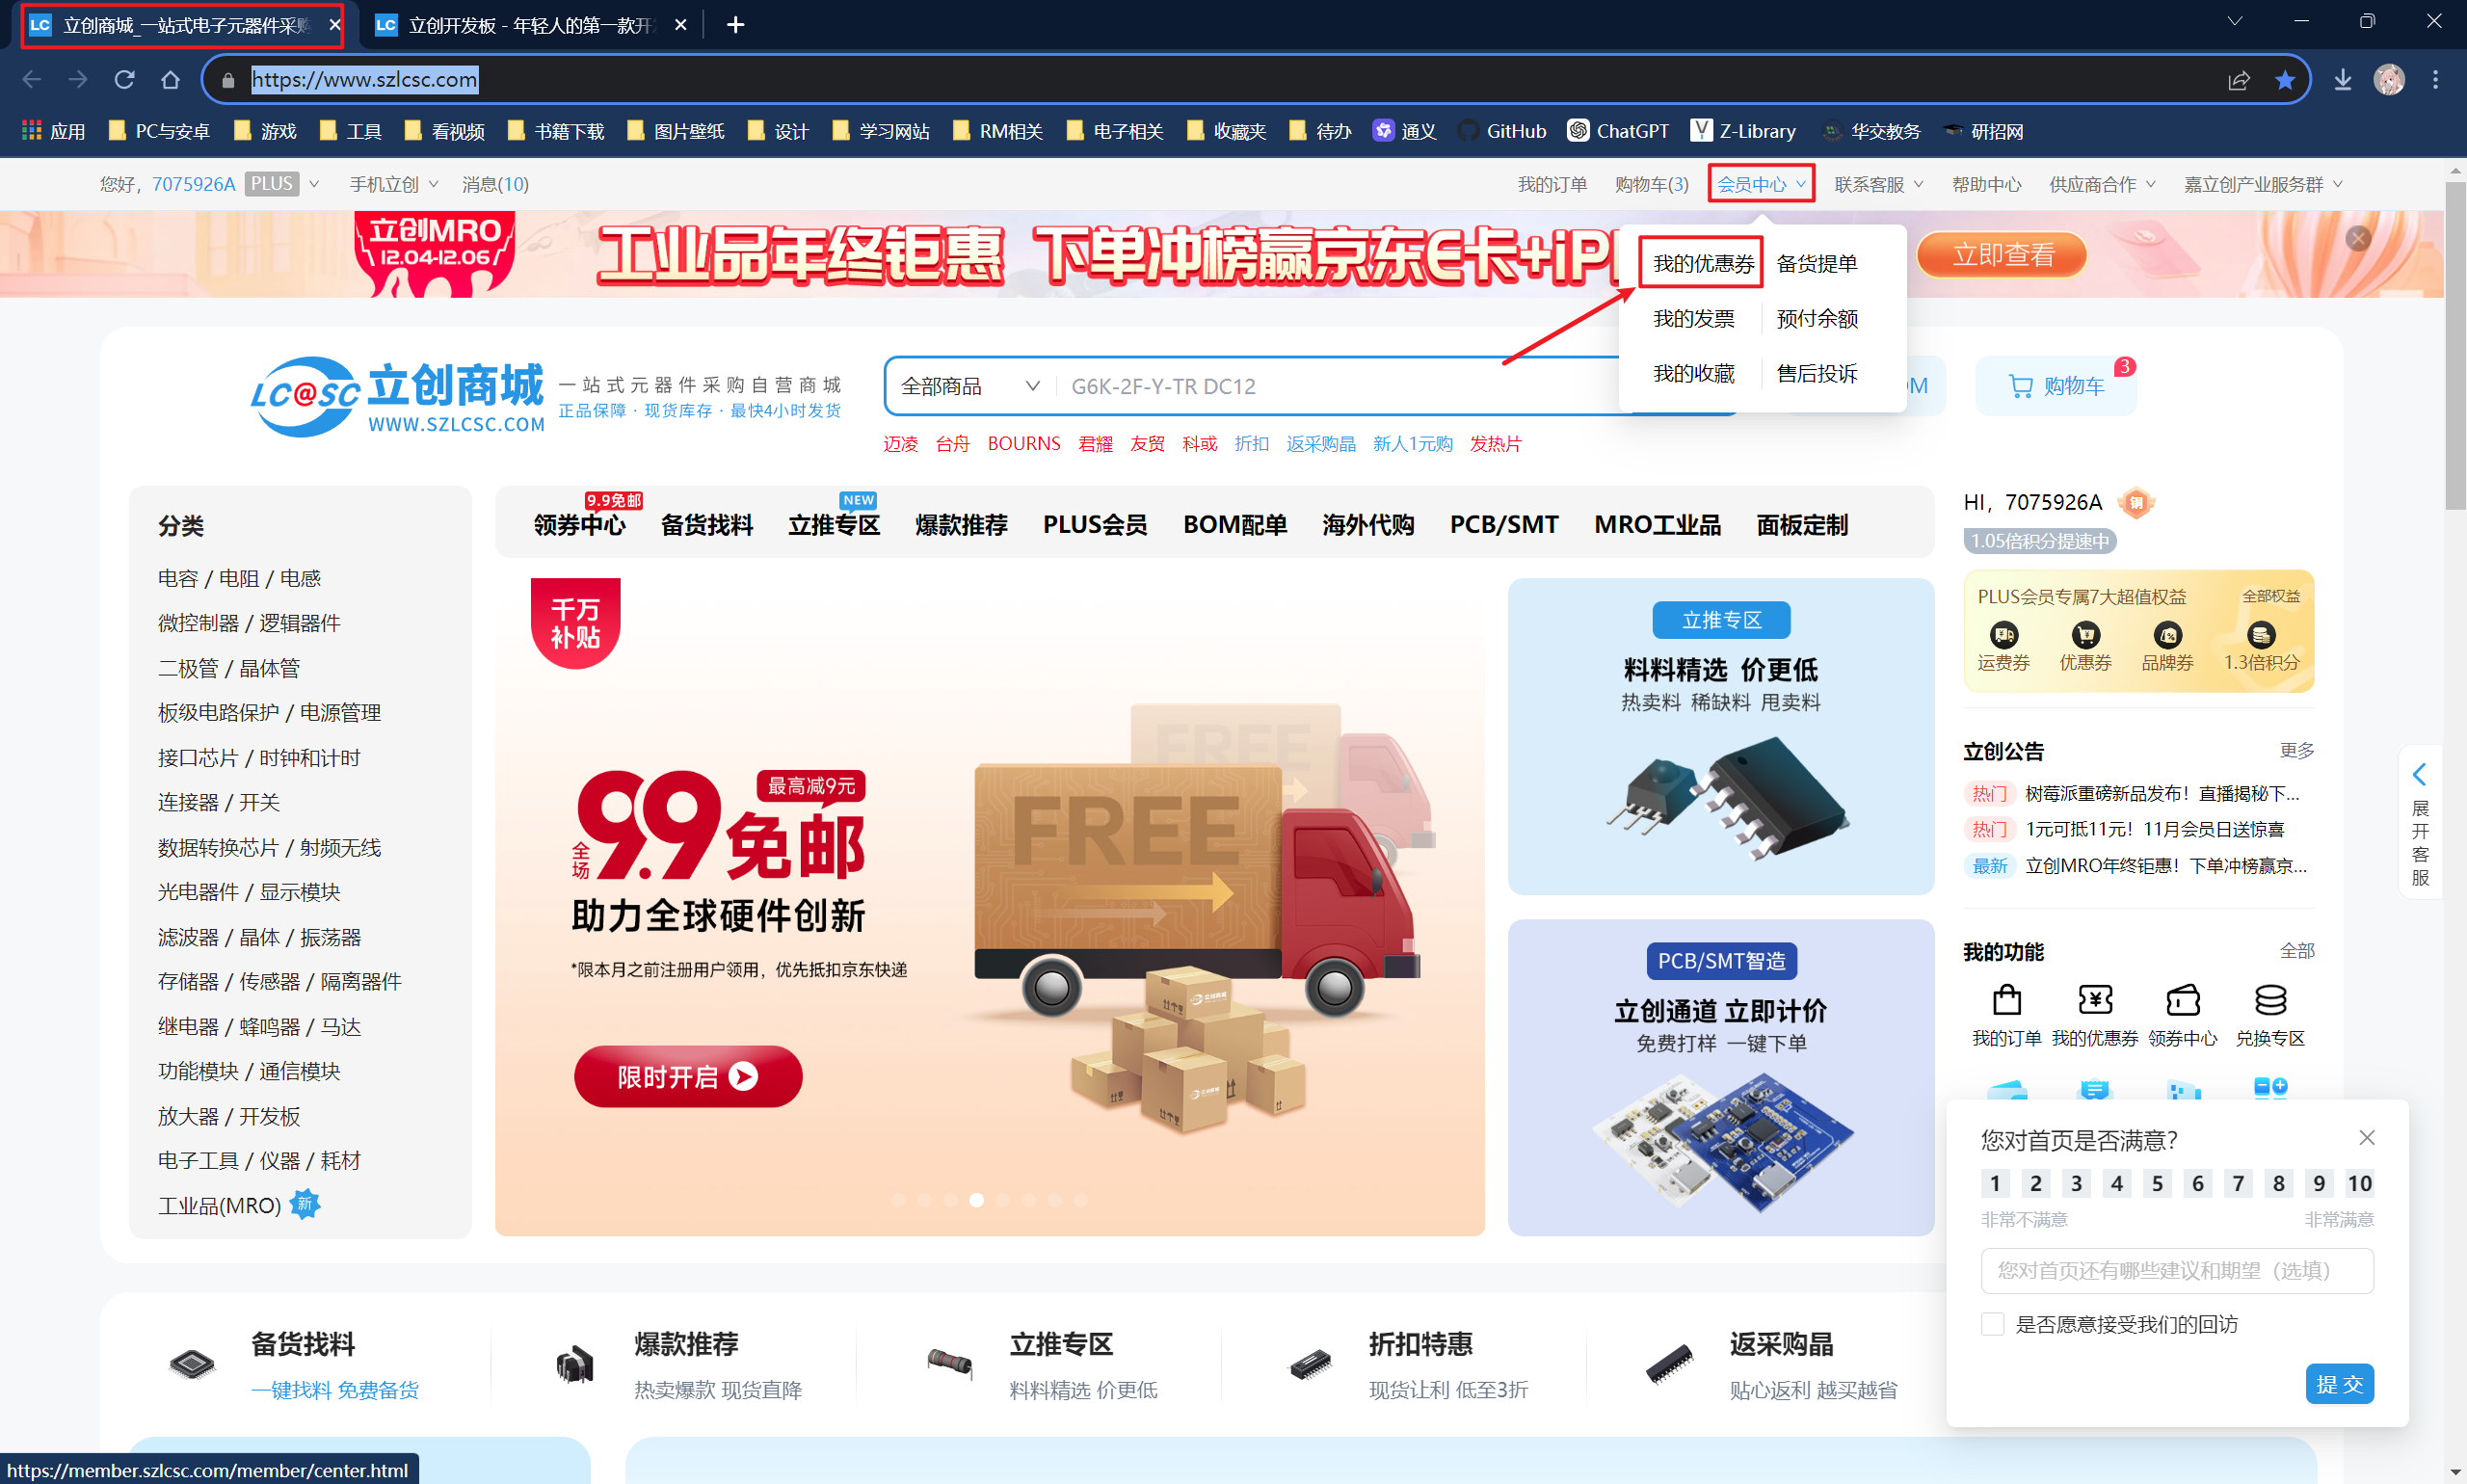 立创商城_一站式电子元器件采购
立创开发板 - 年轻人的第一款开发
https://www.szlcsc.com
应用 PC与安卓 游戏 工具 看视频 书籍下载 图片壁纸 设计 学习网站 RM相关 电子相关 收藏夹 待办 通义 GitHub ChatGPT Z-Library 华交教务 研招网
您好，7075926A PLUS 手机立创 消息(10)
我的订单 购物车(3) 会员中心 联系客服 帮助中心 供应商合作 嘉立创产业服务群
立创MRO
12.04-12.06
工业品年终钜惠 下单冲榜赢京东E卡+iP
立即查看
我的优惠券 备货提单
我的发票 预付余额
我的收藏 售后投诉
LC@SC 立创商城
WWW.SZLCSC.COM
一站式元器件采购自营商城
正品保障·现货库存·最快4小时发货
全部商品 G6K-2F-Y-TR DC12
OM
购物车 3
迈凌 台舟 BOURNS 君耀 友贸 科或 折扣 返采购晶 新人1元购 发热片
分类
电容 / 电阻 / 电感
微控制器 / 逻辑器件
二极管 / 晶体管
板级电路保护 / 电源管理
接口芯片 / 时钟和计时
连接器 / 开关
数据转换芯片 / 射频无线
光电器件 / 显示模块
滤波器 / 晶体 / 振荡器
存储器 / 传感器 / 隔离器件
继电器 / 蜂鸣器 / 马达
功能模块 / 通信模块
放大器 / 开发板
电子工具 / 仪器 / 耗材
工业品(MRO) 新
9.9免邮 NEW
领券中心 备货找料 立推专区 爆款推荐 PLUS会员 BOM配单 海外代购 PCB/SMT MRO工业品 面板定制
千万
补贴
最高减9元
全场 9.9 免邮
助力全球硬件创新
*限本月之前注册用户领用，优先抵扣京东快递
限时开启
FREE
FREE
立推专区
料料精选 价更低
热卖料 稀缺料 甩卖料
PCB/SMT智造
立创通道 立即计价
免费打样 一键下单
HI，7075926A 铜
1.05倍积分提速中
PLUS会员专属7大超值权益 全部权益
运费券 优惠券 品牌券 1.3倍积分
立创公告 更多
热门 树莓派重磅新品发布！直播揭秘下...
热门 1元可抵11元！11月会员日送惊喜
最新 立创MRO年终钜惠！下单冲榜赢京...
我的功能 全部
我的订单 我的优惠券 领券中心 兑换专区
展
开
客
服
您对首页是否满意?
1 2 3 4 5 6 7 8 9 10
非常不满意 非常满意
您对首页还有哪些建议和期望（选填）
是否愿意接受我们的回访
提 交
备货找料
一键找料 免费备货
爆款推荐
热卖爆款 现货直降
立推专区
料料精选 价更低
折扣特惠
现货让利 低至3折
返采购晶
贴心返利 越买越省
https://member.szlcsc.com/member/center.html